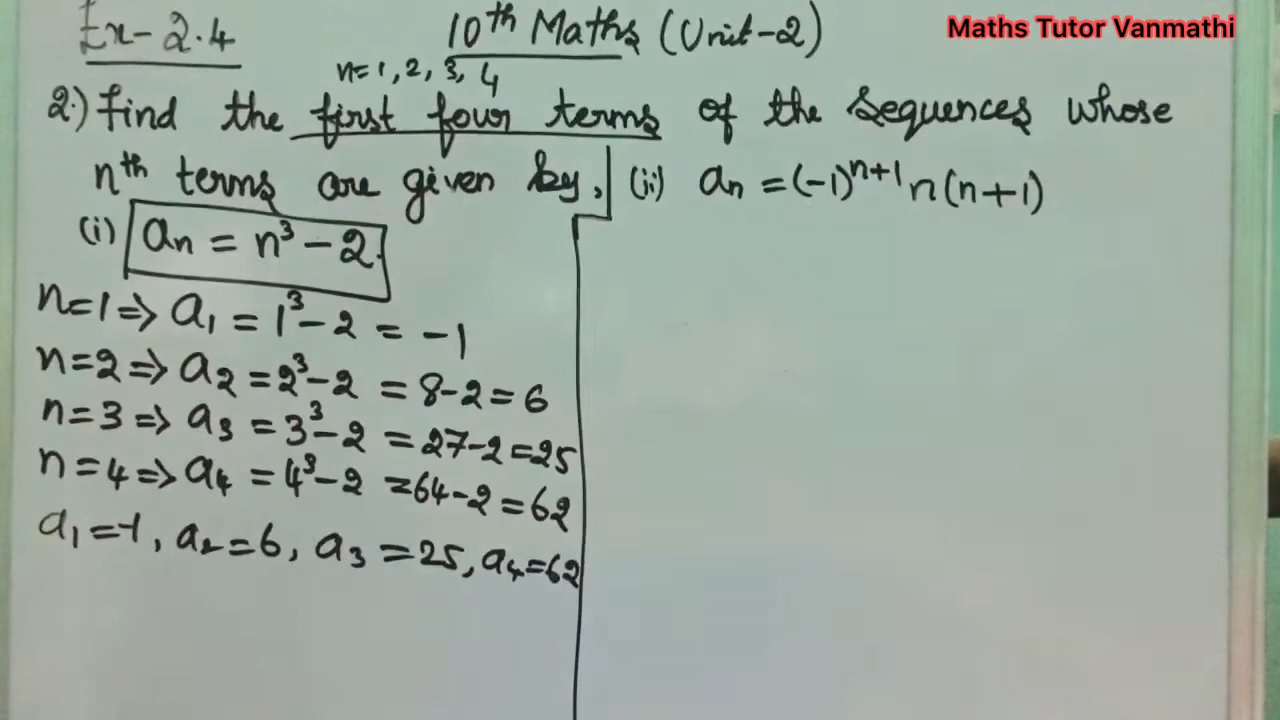 Ex-2.4
10th Maths (Unit-2)
Maths Tutor Vanmathi
n=1, 2, 3, 4
2.) find the first four terms of the sequences whose
nth terms are given by, (ii) aₙ = (-1)ⁿ⁺¹ n(n+1)
(i) aₙ = n³ - 2.
n=1 => a₁ = 1³ - 2 = -1
n=2 => a₂ = 2³ - 2 = 8-2 = 6
n=3 => a₃ = 3³ - 2 = 27-2 = 25
n=4 => a₄ = 4³ - 2 = 64-2 = 62
a₁ = -1, a₂ = 6, a₃ = 25, a₄ = 62